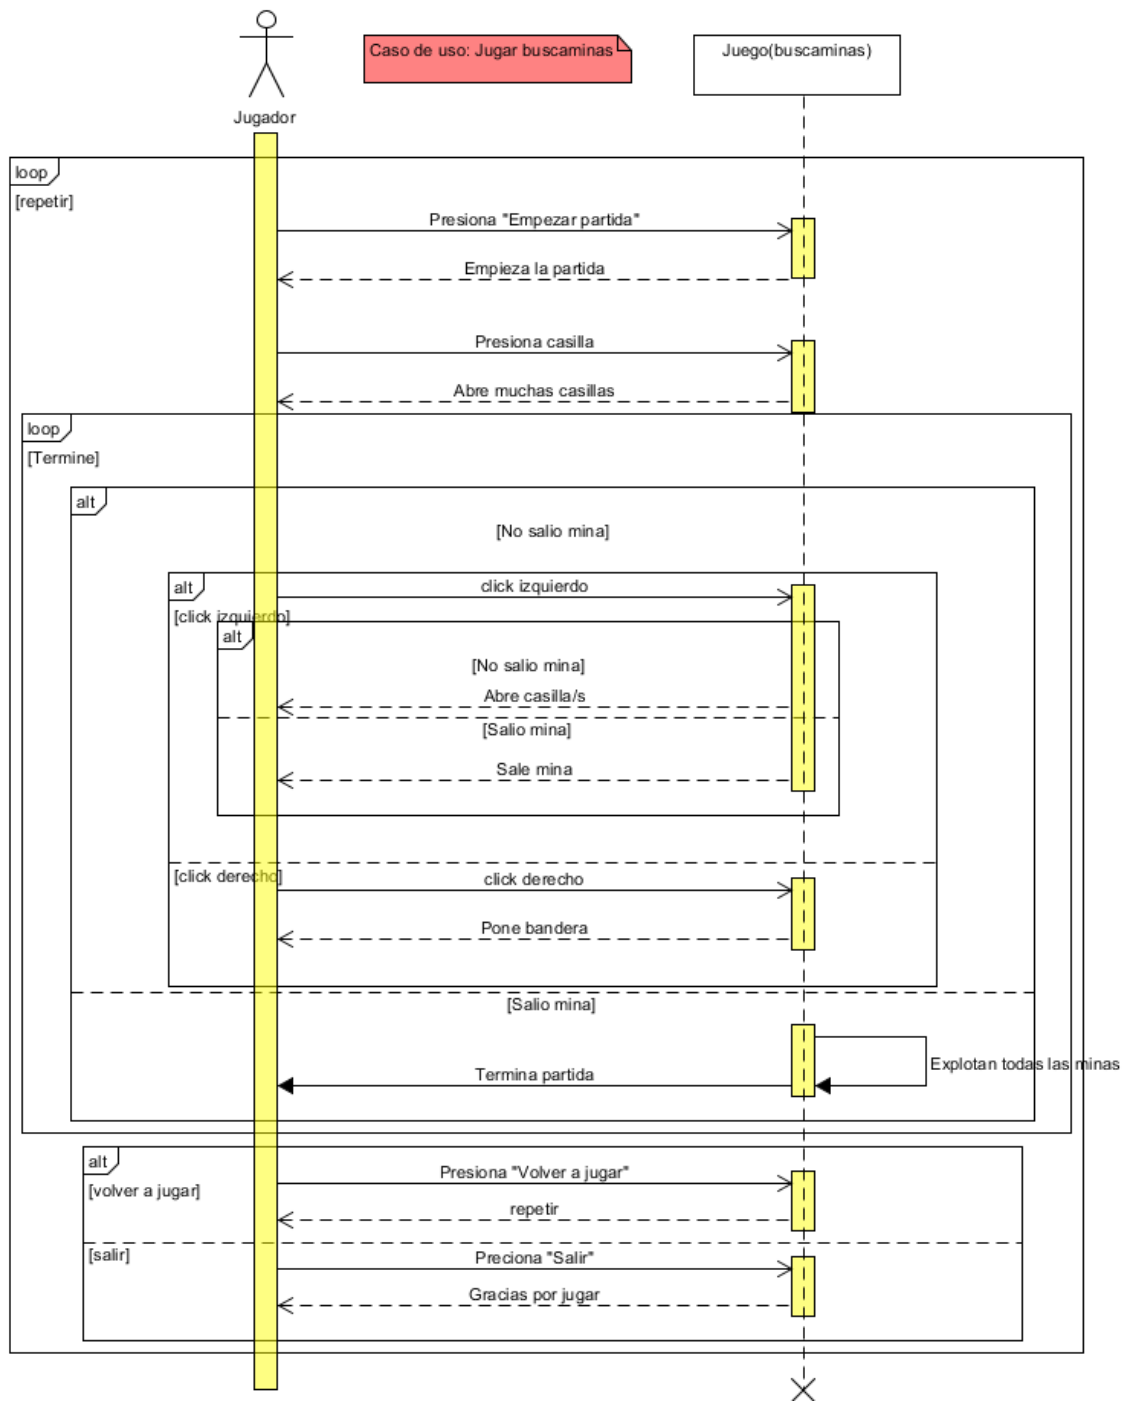 Caso de uso: Jugar buscaminas
Juego(buscaminas)
Jugador
loop
[repetir]
Presiona "Empezar partida"
Empieza la partida
Presiona casilla
Abre muchas casillas
loop
[Termine]
alt
[No salio mina]
alt
click izquierdo
[click izquierdo]
alt
[No salio mina]
Abre casilla/s
[Salio mina]
Sale mina
[click derecho]
click derecho
Pone bandera
[Salio mina]
Explotan todas las minas
Termina partida
alt
Presiona "Volver a jugar"
[volver a jugar]
repetir
[salir]
Preciona "Salir"
Gracias por jugar